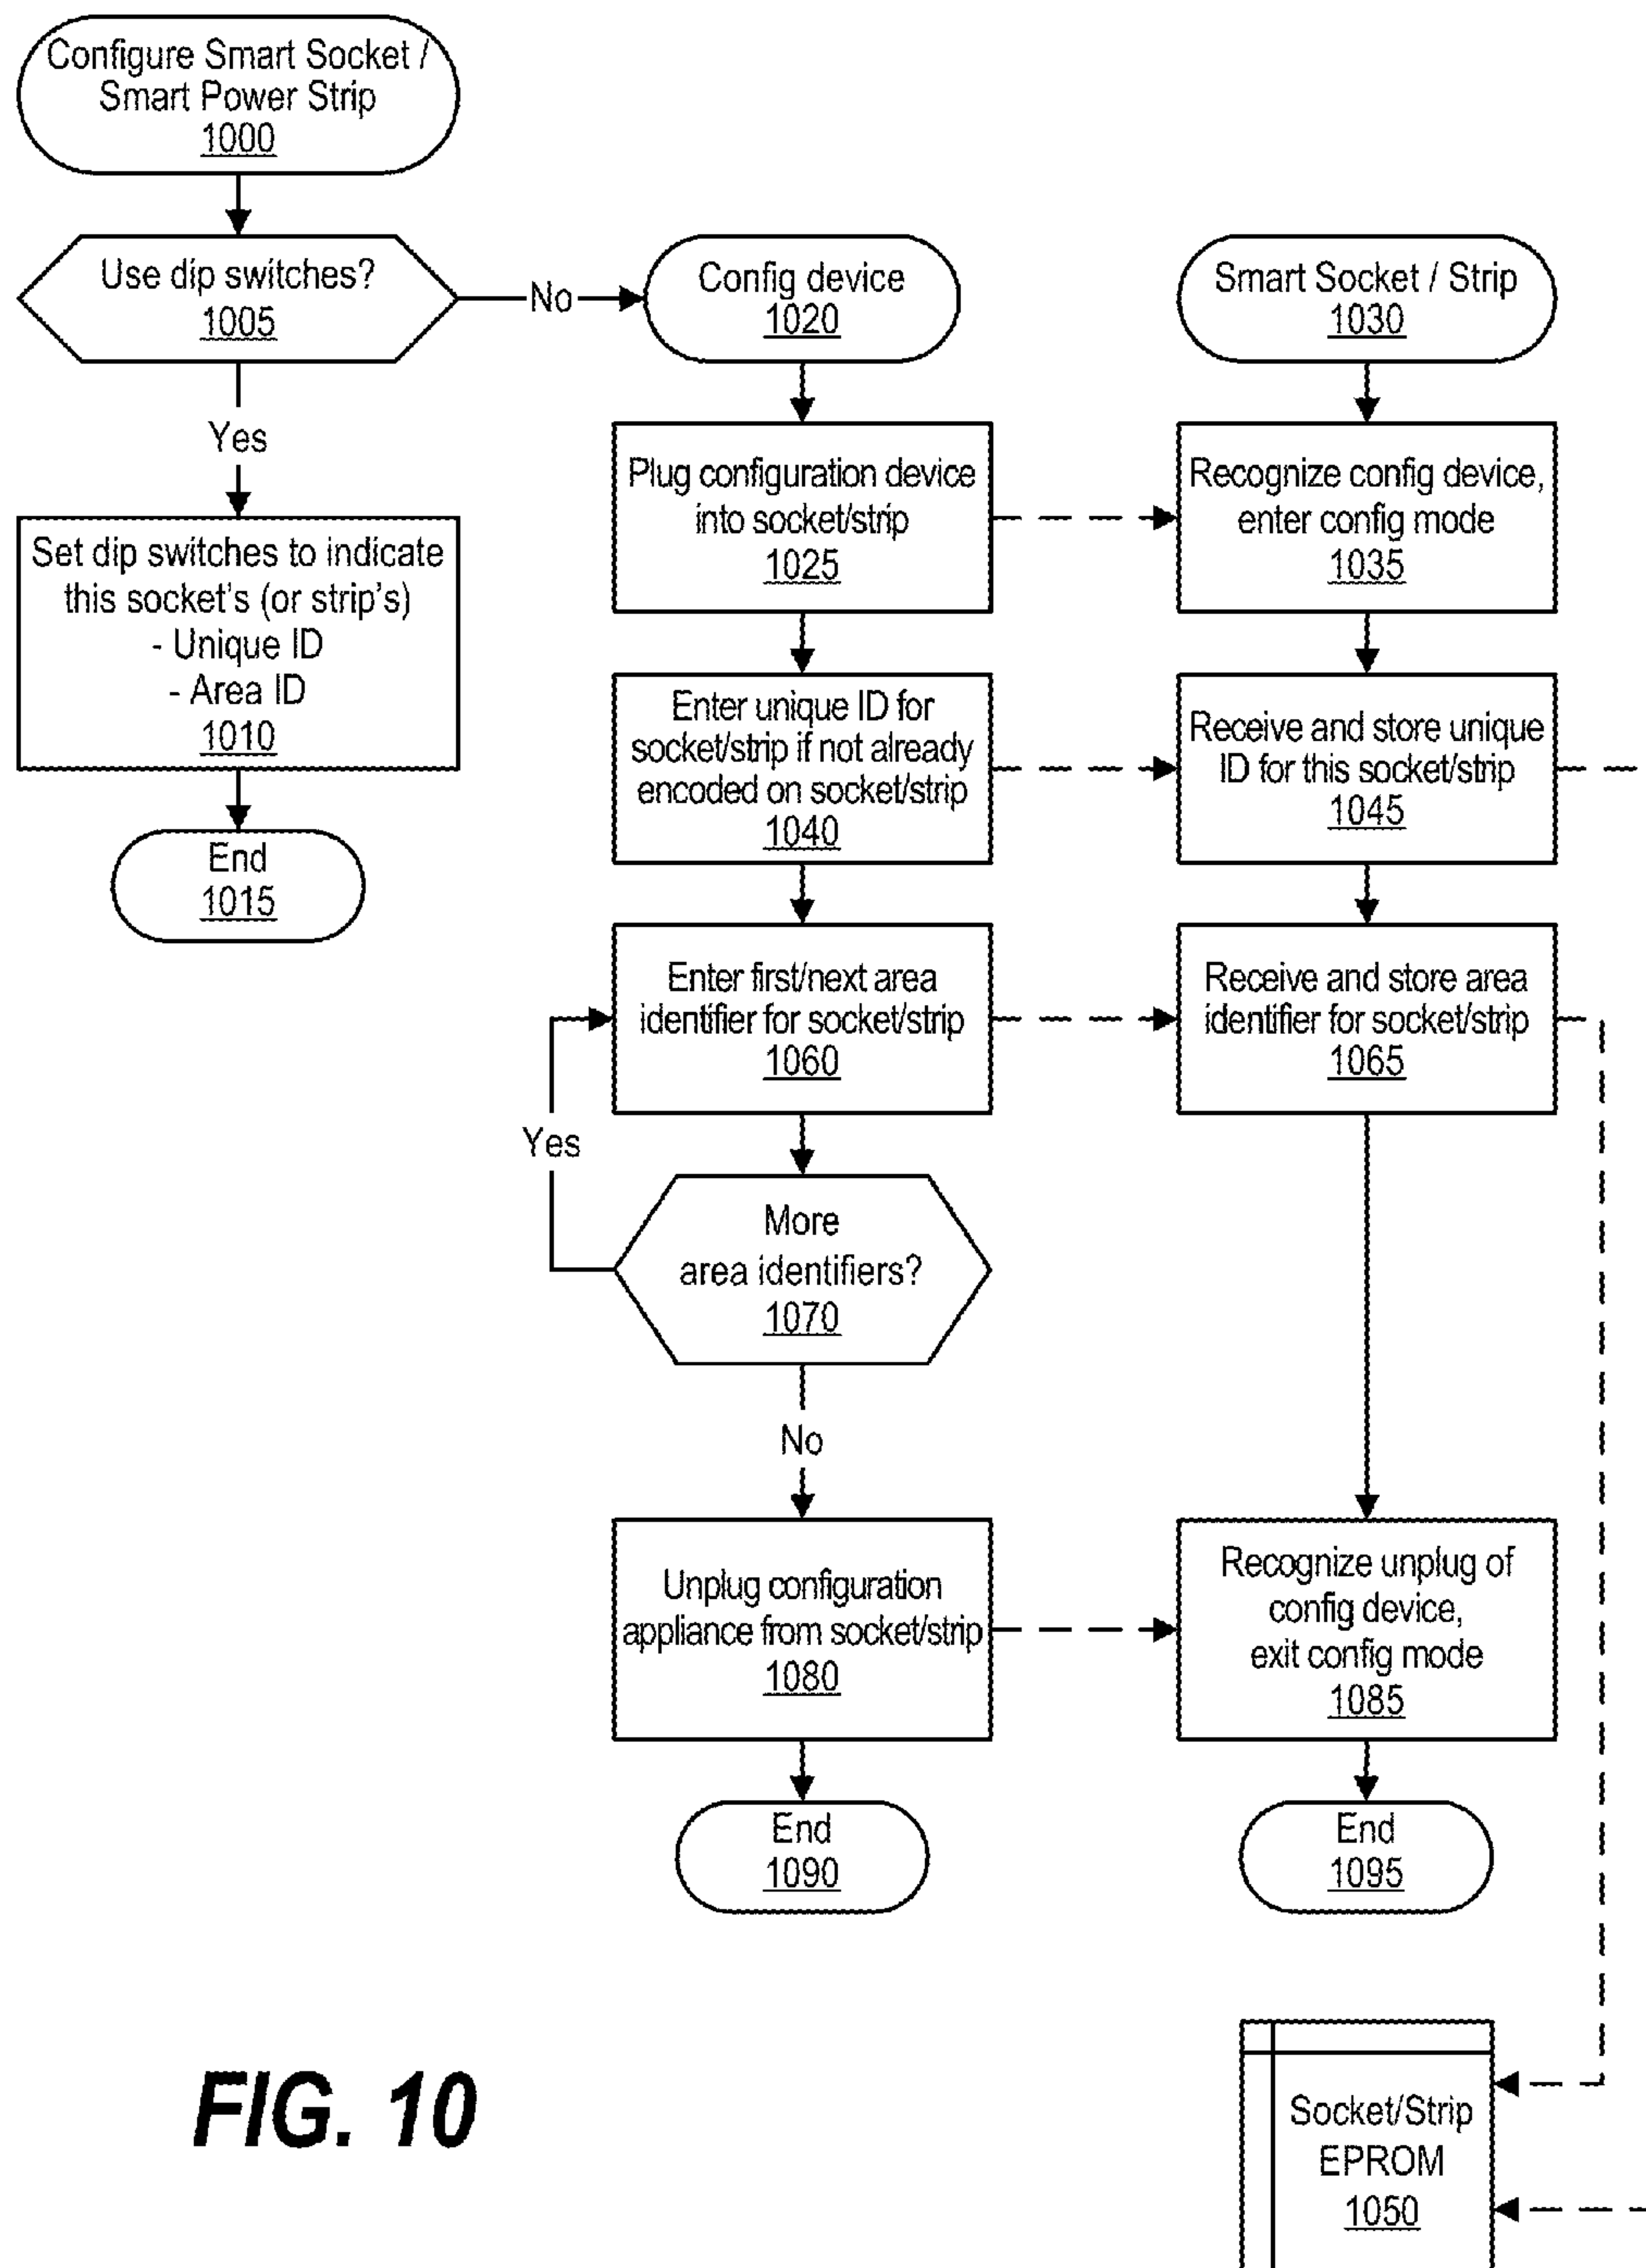 Configure Smart Socket /
Smart Power Strip
1000
Use dip switches?
1005
No
Yes
Set dip switches to indicate
this socket's (or strip's)
- Unique ID
- Area ID
1010
End
1015
Config device
1020
Plug configuration device
into socket/strip
1025
Enter unique ID for
socket/strip if not already
encoded on socket/strip
1040
Enter first/next area
identifier for socket/strip
1060
Yes
More
area identifiers?
1070
No
Unplug configuration
appliance from socket/strip
1080
End
1090
Smart Socket / Strip
1030
Recognize config device,
enter config mode
1035
Receive and store unique
ID for this socket/strip
1045
Receive and store area
identifier for socket/strip
1065
Recognize unplug of
config device,
exit config mode
1085
End
1095
Socket/Strip
EPROM
1050
FIG. 10